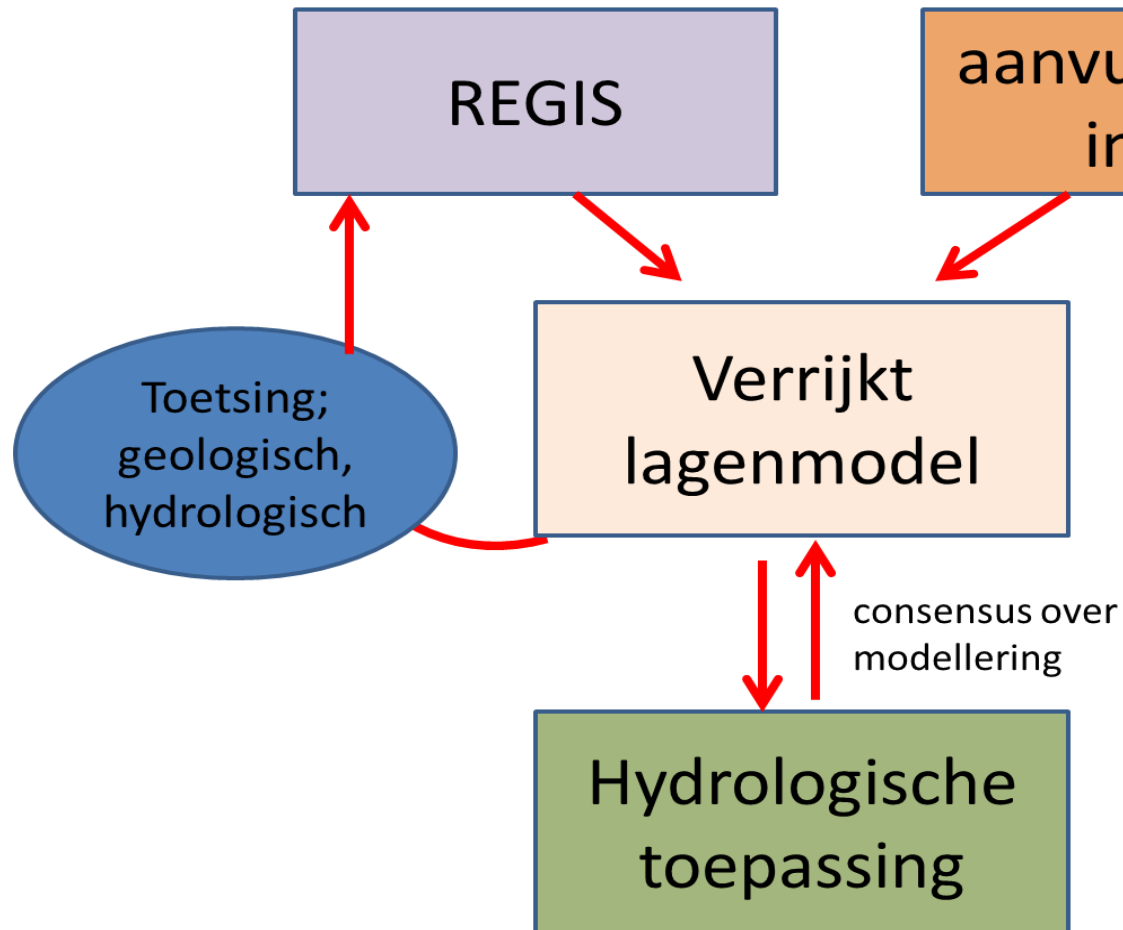 REGIS
Toetsing;
geologisch,
hydrologisch
Verrijkt
lagenmodel
consensus over
modellering
Hydrologische
toepassing